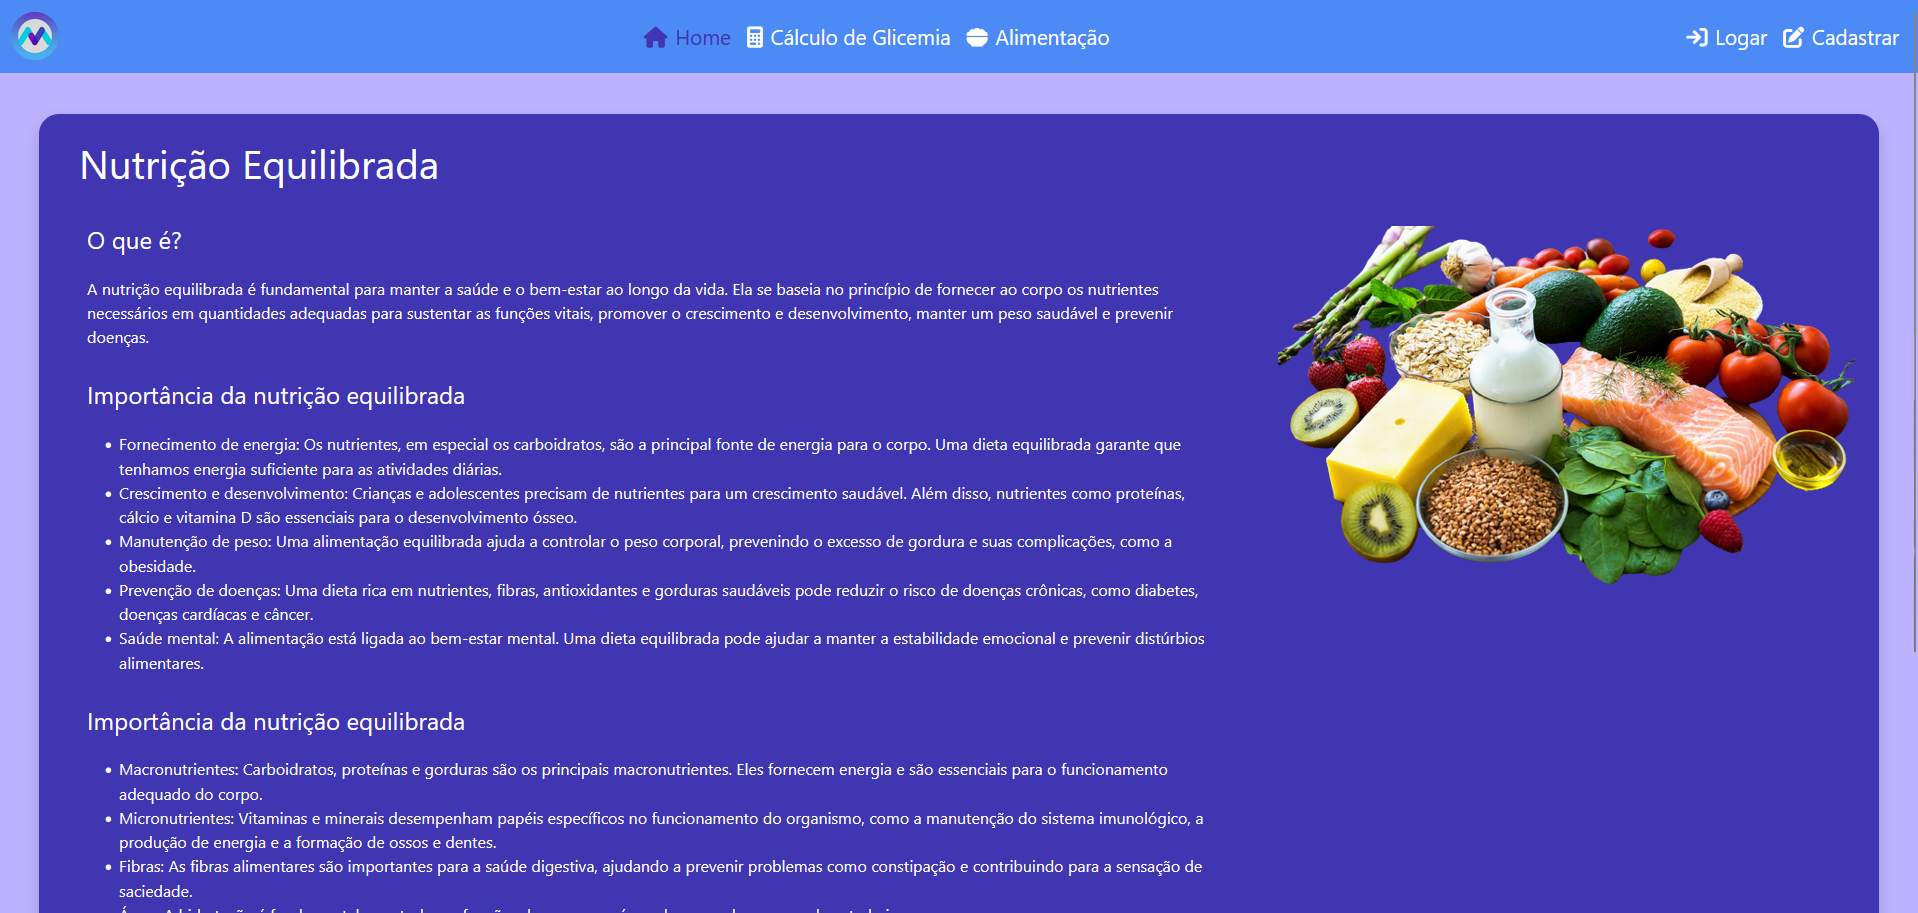 Home Cálculo de Glicemia Alimentação Logar Cadastrar
Nutrição Equilibrada
O que é?
A nutrição equilibrada é fundamental para manter a saúde e o bem-estar ao longo da vida. Ela se baseia no princípio de fornecer ao corpo os nutrientes
necessários em quantidades adequadas para sustentar as funções vitais, promover o crescimento e desenvolvimento, manter um peso saudável e prevenir
doenças.
Importância da nutrição equilibrada
• Fornecimento de energia: Os nutrientes, em especial os carboidratos, são a principal fonte de energia para o corpo. Uma dieta equilibrada garante que
tenhamos energia suficiente para as atividades diárias.
• Crescimento e desenvolvimento: Crianças e adolescentes precisam de nutrientes para um crescimento saudável. Além disso, nutrientes como proteínas,
cálcio e vitamina D são essenciais para o desenvolvimento ósseo.
• Manutenção de peso: Uma alimentação equilibrada ajuda a controlar o peso corporal, prevenindo o excesso de gordura e suas complicações, como a
obesidade.
• Prevenção de doenças: Uma dieta rica em nutrientes, fibras, antioxidantes e gorduras saudáveis pode reduzir o risco de doenças crônicas, como diabetes,
doenças cardíacas e câncer.
• Saúde mental: A alimentação está ligada ao bem-estar mental. Uma dieta equilibrada pode ajudar a manter a estabilidade emocional e prevenir distúrbios
alimentares.
Importância da nutrição equilibrada
• Macronutrientes: Carboidratos, proteínas e gorduras são os principais macronutrientes. Eles fornecem energia e são essenciais para o funcionamento
adequado do corpo.
• Micronutrientes: Vitaminas e minerais desempenham papéis específicos no funcionamento do organismo, como a manutenção do sistema imunológico, a
produção de energia e a formação de ossos e dentes.
• Fibras: As fibras alimentares são importantes para a saúde digestiva, ajudando a prevenir problemas como constipação e contribuindo para a sensação de
saciedade.